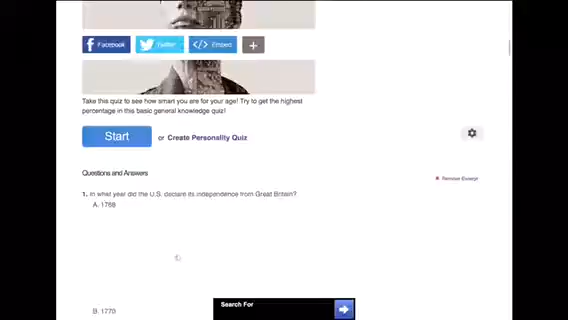 Facebook
Twitter
Embed
Take this quiz to see how smart you are for your age! Try to get the highest
percentage in this basic general knowledge quiz!
Start
or Create Personality Quiz
Questions and Answers
Remove Excerpt
1. In what year did the U.S. declare its independence from Great Britain?
A. 1788
B. 1770
Search For